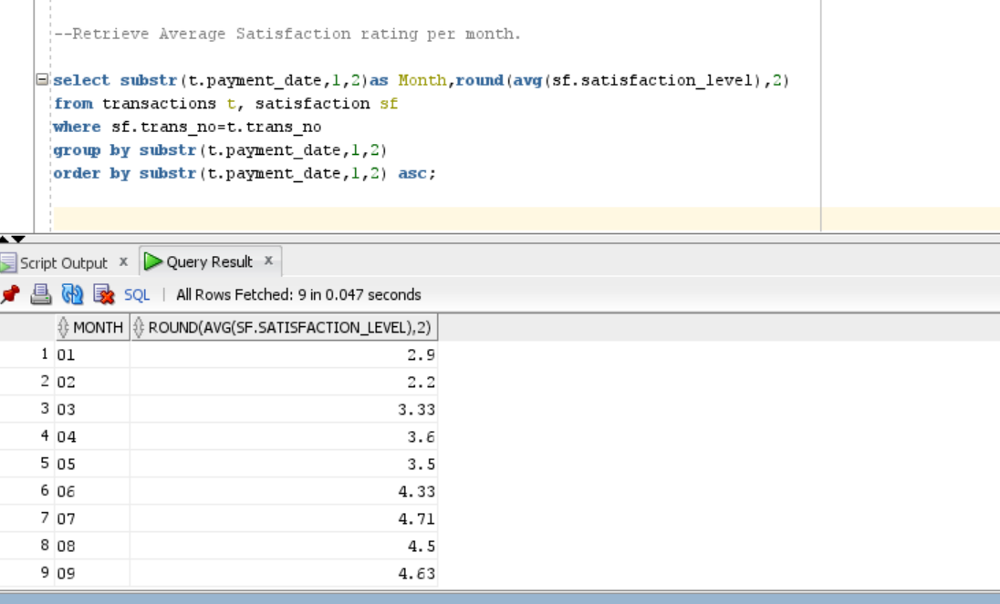 --Retrieve Average Satisfaction rating per month.
select substr(t.payment_date,1,2)as Month,round(avg(sf.satisfaction_level),2)
from transactions t, satisfaction sf
where sf.trans_no=t.trans_no
group by substr(t.payment_date,1,2)
order by substr(t.payment_date,1,2) asc;
Script Output x Query Result x
SQL | All Rows Fetched: 9 in 0.047 seconds
MONTH ROUND(AVG(SF.SATISFACTION_LEVEL),2)
1 01 2.9
2 02 2.2
3 03 3.33
4 04 3.6
5 05 3.5
6 06 4.33
7 07 4.71
8 08 4.5
9 09 4.63